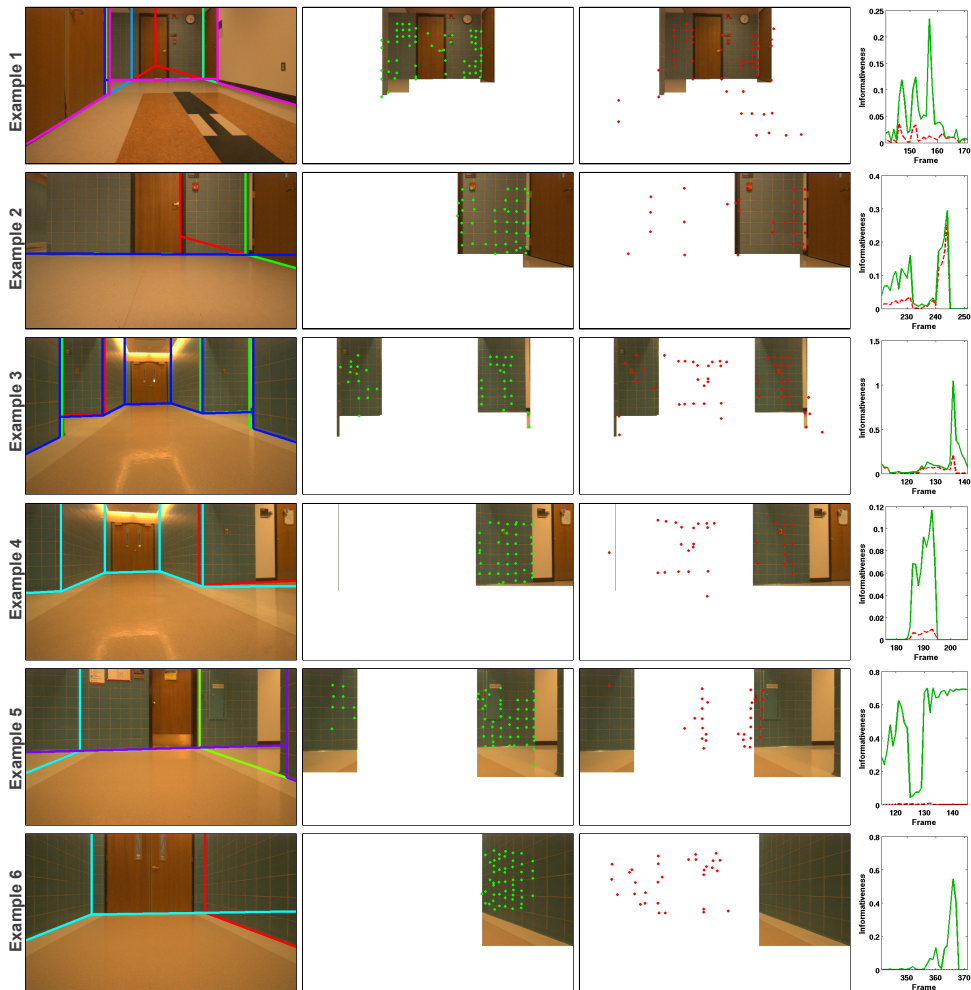 Example 1
0.25
0.2
0.15
0.1
0.05
0
Informativeness
150 160 170
Frame
Example 2
0.4
0.3
0.2
0.1
0
Informativeness
230 240 250
Frame
Example 3
1.5
1
0.5
0
Informativeness
120 130 140
Frame
Example 4
0.12
0.1
0.08
0.06
0.04
0.02
0
Informativeness
180 190 200
Frame
Example 5
0.8
0.6
0.4
0.2
0
Informativeness
120 130 140
Frame
Example 6
0.8
0.6
0.4
0.2
0
Informativeness
350 360 370
Frame